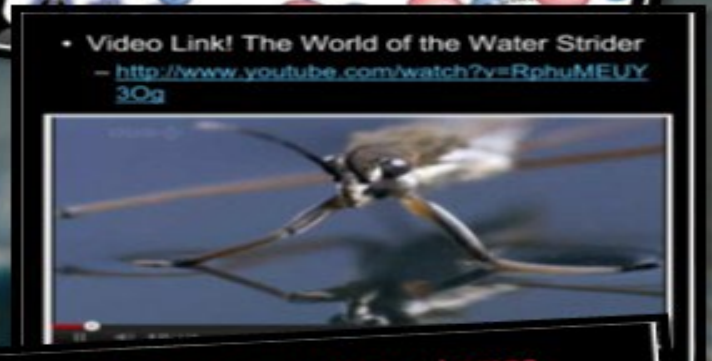 • Video Link! The World of the Water Strider
– http://www.youtube.com/watch?v=RphuMEUY
3Og